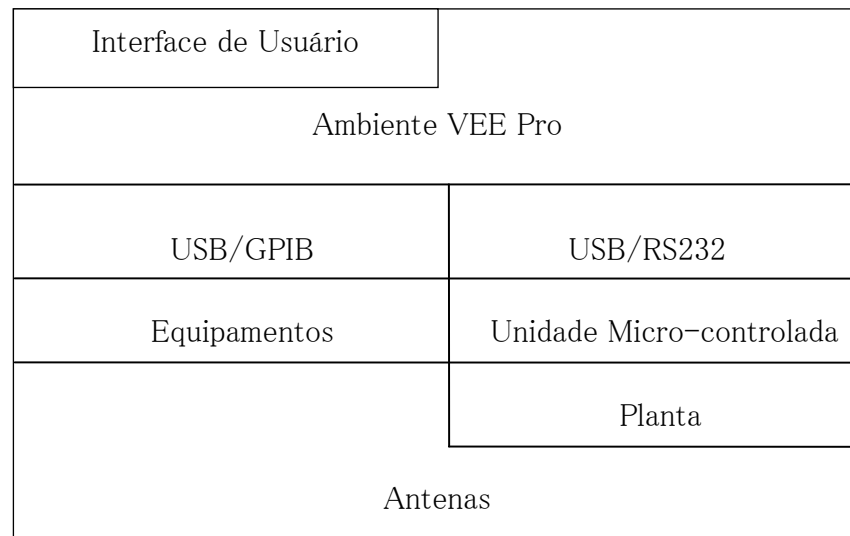 Interface de Usuário
Ambiente VEE Pro
USB/GPIB
USB/RS232
Equipamentos
Unidade Micro-controlada
Planta
Antenas